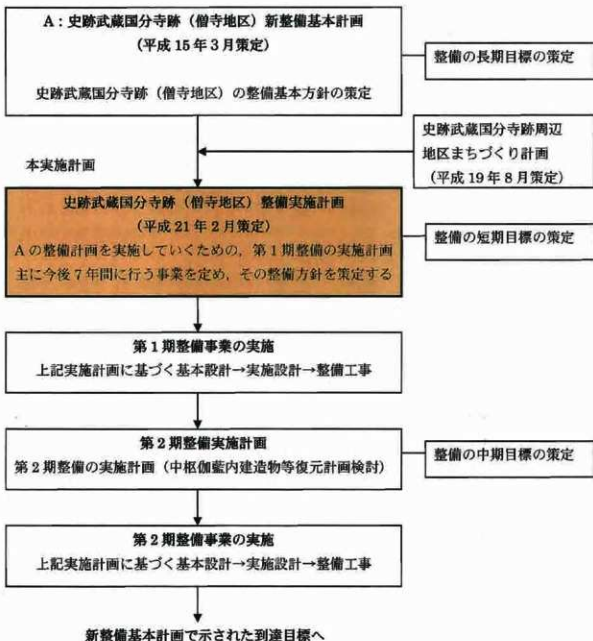 A：史跡武蔵国分寺跡（僧寺地区）新整備基本計画
（平成15年3月策定）
史跡武蔵国分寺跡（僧寺地区）の整備基本方針の策定
整備の長期目標の策定
史跡武蔵国分寺跡周辺
地区まちづくり計画
（平成19年8月策定）
本実施計画
史跡武蔵国分寺跡（僧寺地区）整備実施計画
（平成21年2月策定）
Aの整備計画を実施していくための，第1期整備の実施計画
主に今後7年間に行う事業を定め，その整備方針を策定する
整備の短期目標の策定
第1期整備事業の実施
上記実施計画に基づく基本設計→実施設計→整備工事
第2期整備実施計画
第2期整備の実施計画（中枢伽藍内建造物等復元計画検討）
整備の中期目標の策定
第2期整備事業の実施
上記実施計画に基づく基本設計→実施設計→整備工事
新整備基本計画で示された到達目標へ